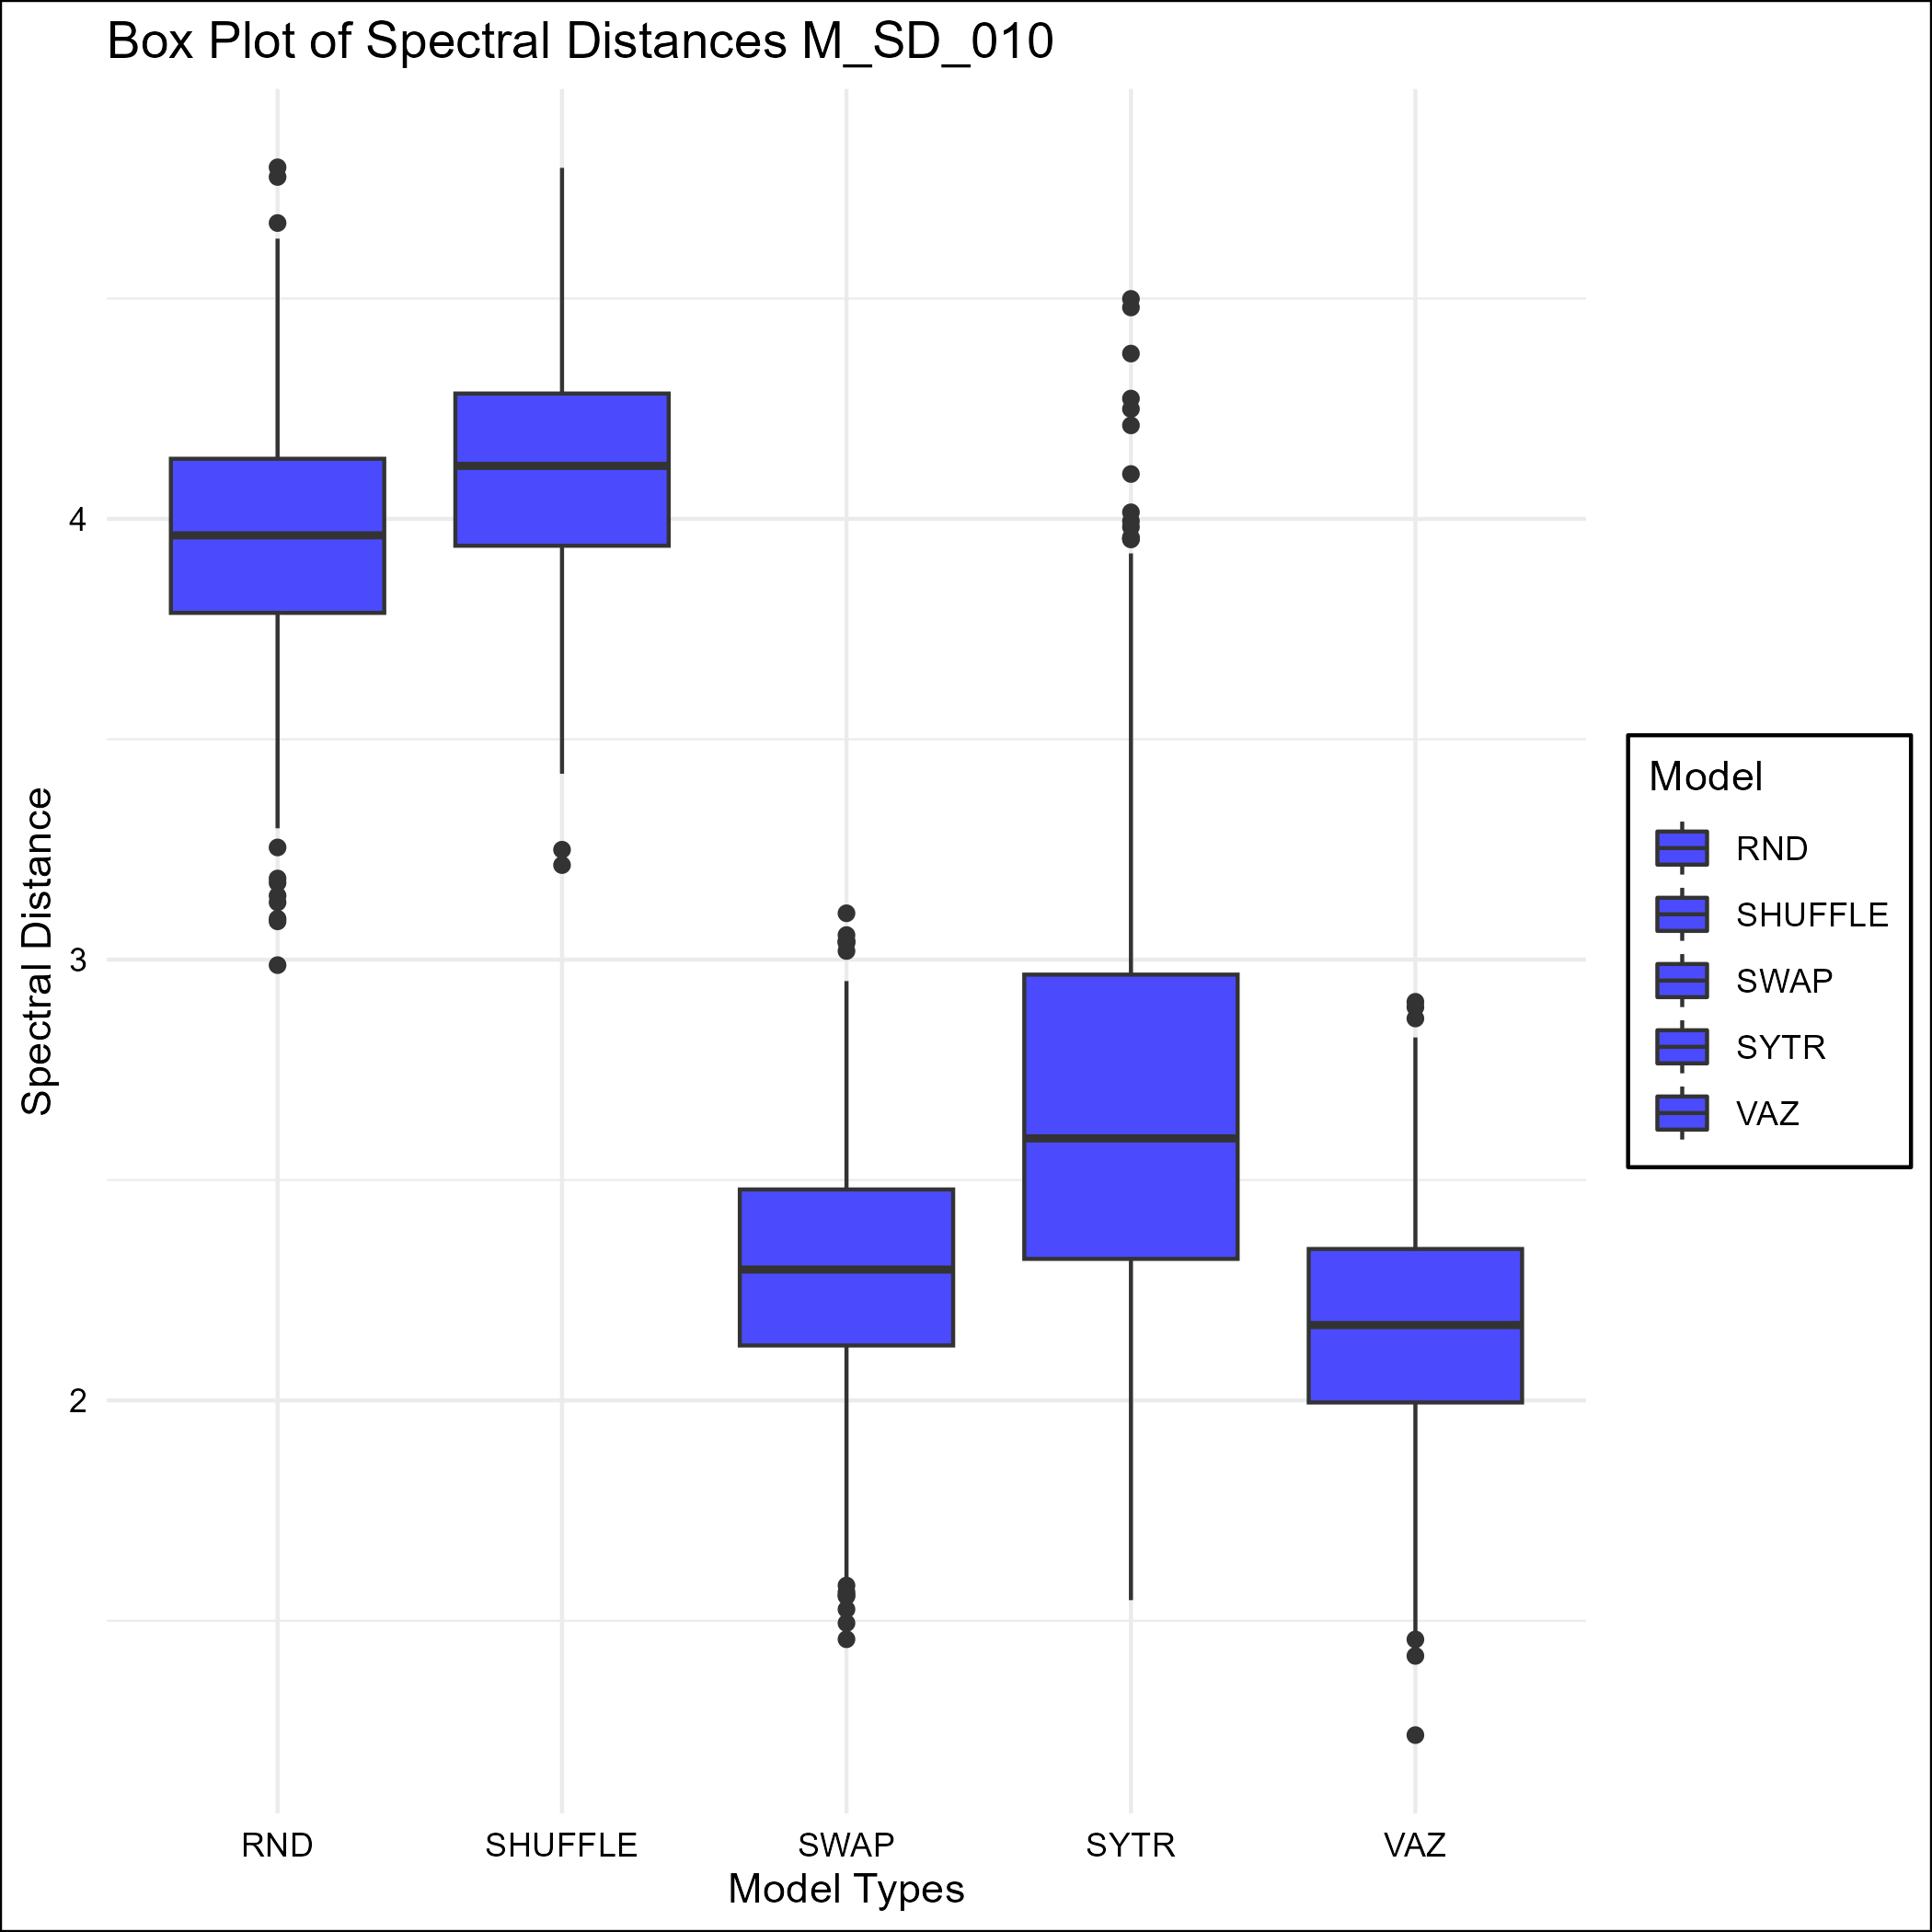 Box Plot of Spectral Distances M_SD_010
Spectral Distance
4
3
2
RND SHUFFLE SWAP SYTR VAZ
Model Types
Model
RND
SHUFFLE
SWAP
SYTR
VAZ